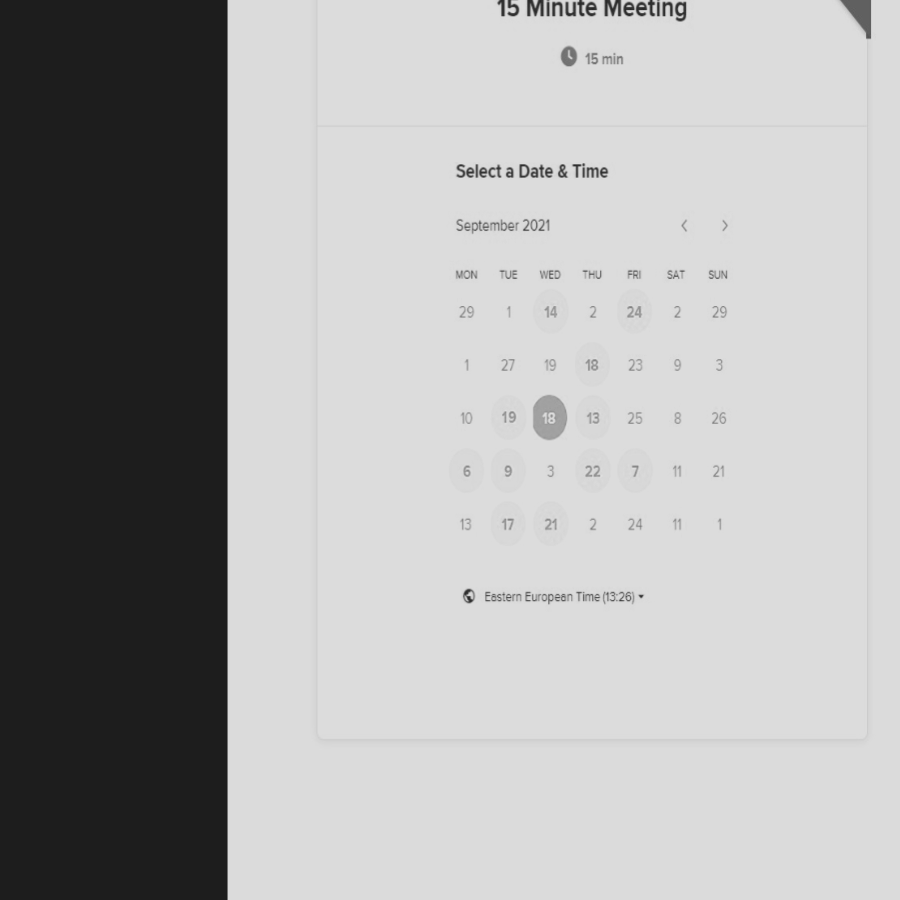 15 Minute Meeting
15 min
Select a Date & Time
September 2021
MON TUE WED THU FRI SAT SUN
29 1 14 2 24 2 29
1 27 19 18 23 9 3
10 19 18 13 25 8 26
6 9 3 22 7 11 21
13 17 21 2 24 11 1
Eastern European Time (13:26)